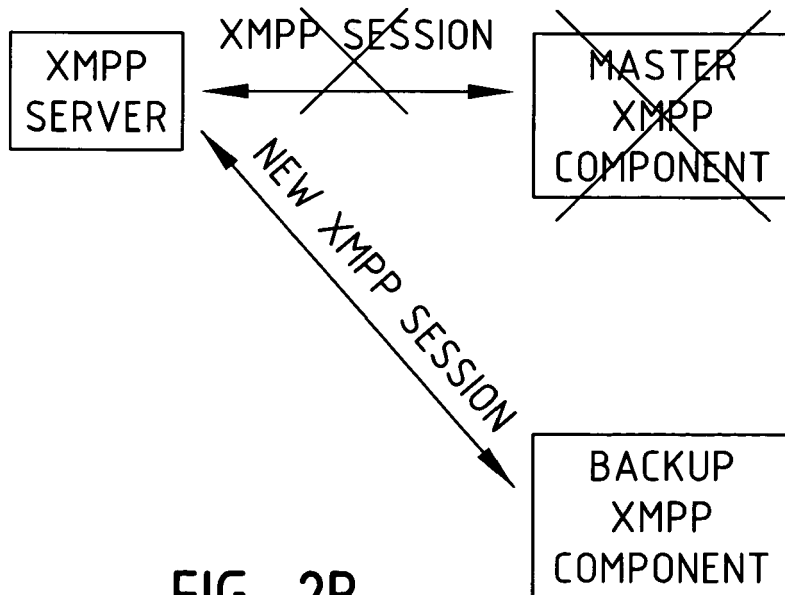 XMPP SESSION
XMPP
SERVER
MASTER
XMPP
COMPONENT
NEW XMPP SESSION
BACKUP
XMPP
COMPONENT